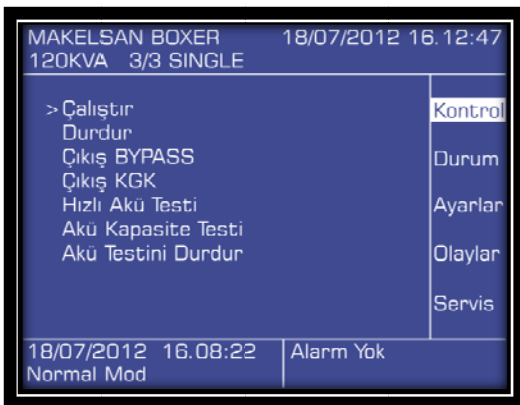 MAKELSAN BOXER 18/07/2012 16.12:47
120KVA 3/3 SINGLE
>Çalıştır
Durdur
Çıkış BYPASS
Çıkış KGK
Hızlı Akü Testi
Akü Kapasite Testi
Akü Testini Durdur
Kontrol
Durum
Ayarlar
Olaylar
Servis
18/07/2012 16.08:22 Alarm Yok
Normal Mod